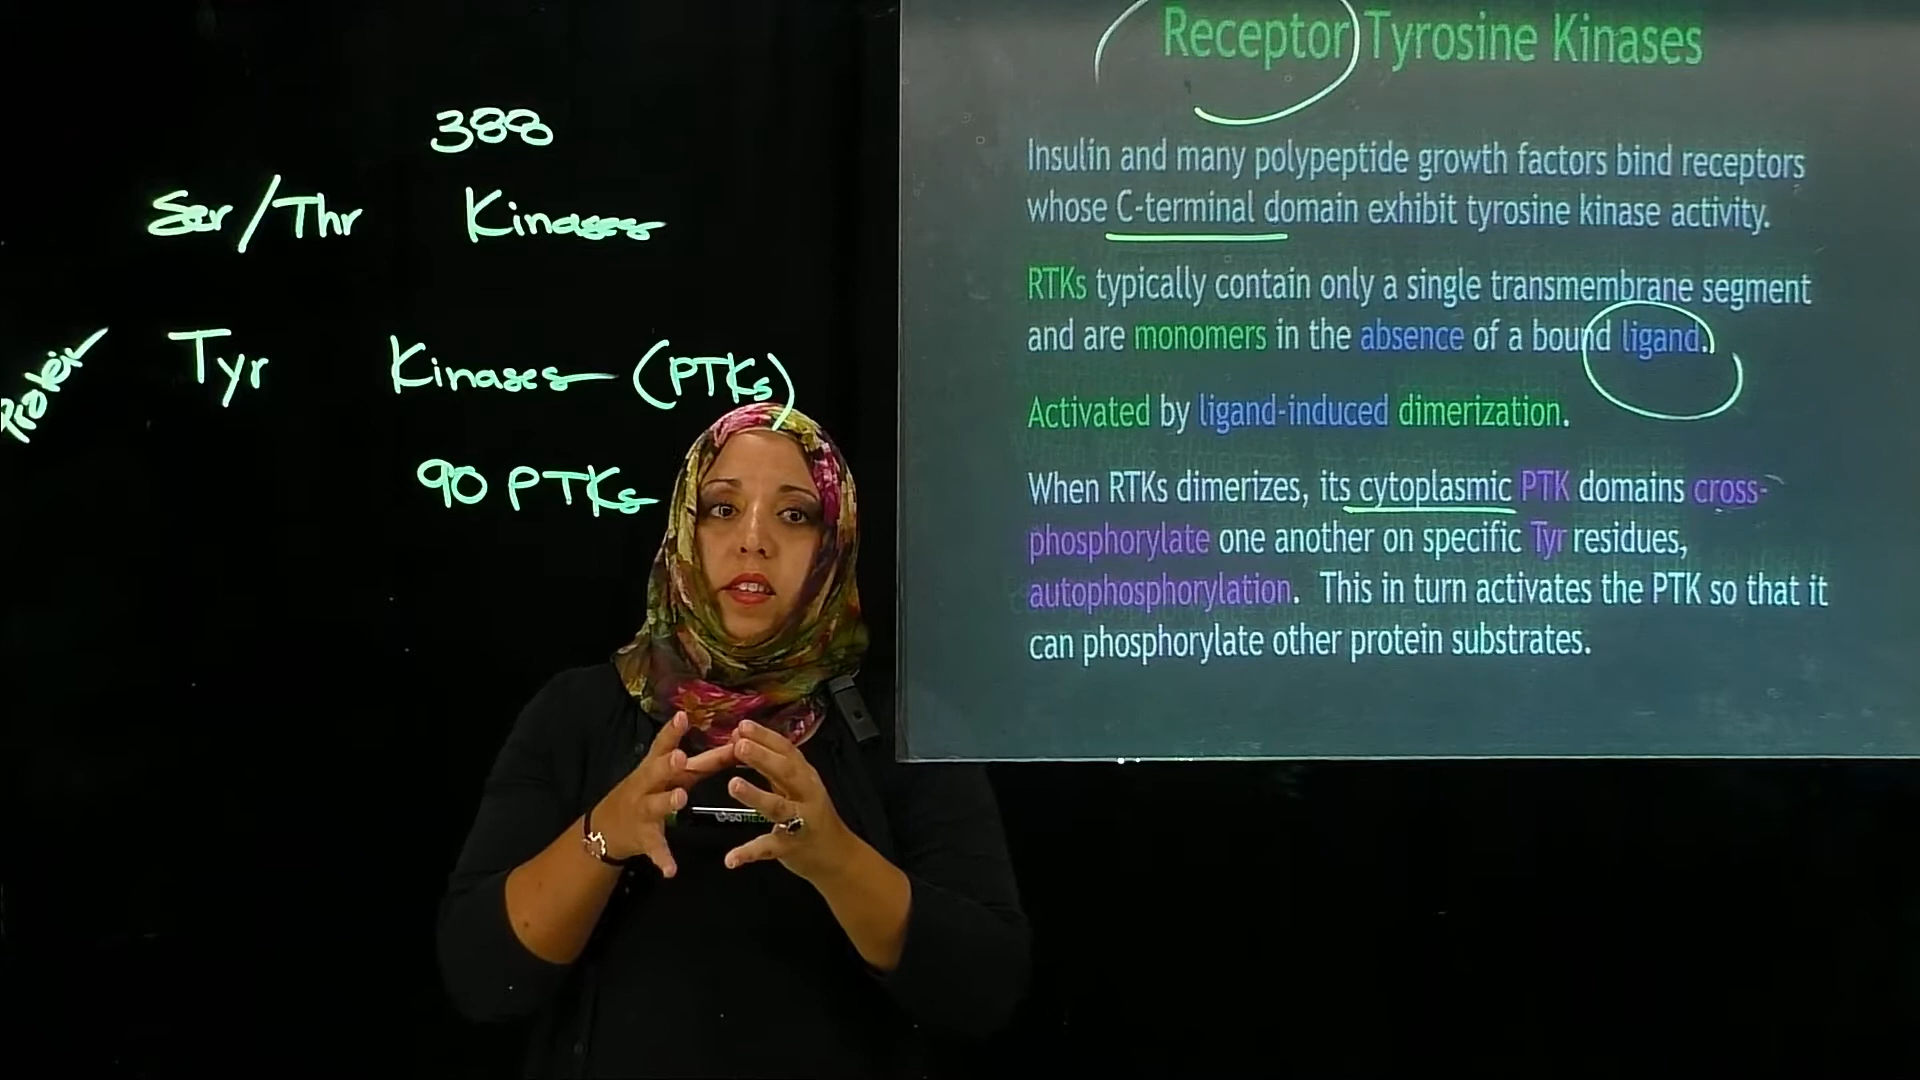 388
Ser/Thr Kinases
Protein Tyr Kinases (PTKs)
90 PTKs
Receptor Tyrosine Kinases
Insulin and many polypeptide growth factors bind receptors
whose C-terminal domain exhibit tyrosine kinase activity.
RTKs typically contain only a single transmembrane segment
and are monomers in the absence of a bound ligand.
Activated by ligand-induced dimerization.
When RTKs dimerizes, its cytoplasmic PTK domains cross-
phosphorylate one another on specific Tyr residues,
autophosphorylation. This in turn activates the PTK so that it
can phosphorylate other protein substrates.